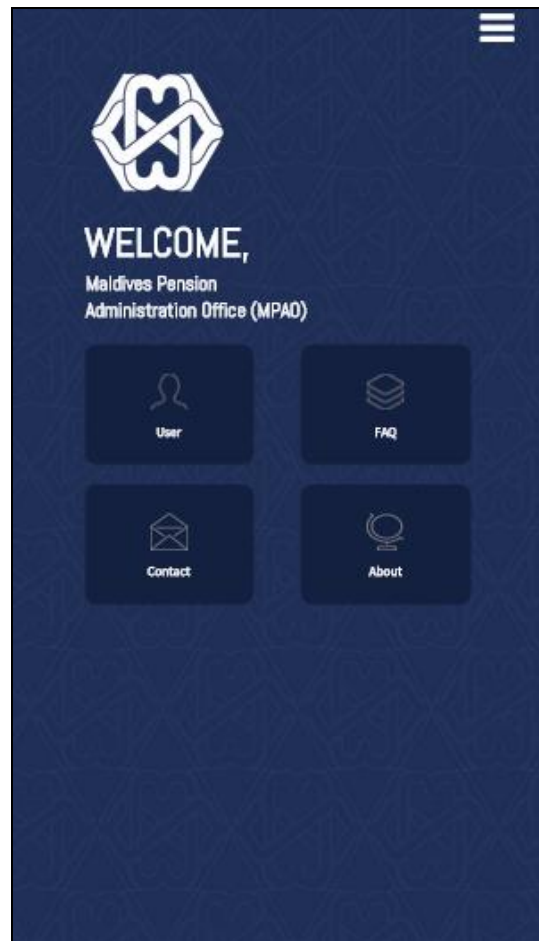 WELCOME,
Maldives Pension
Administration Office (MPAO)
User
FAQ
Contact
About